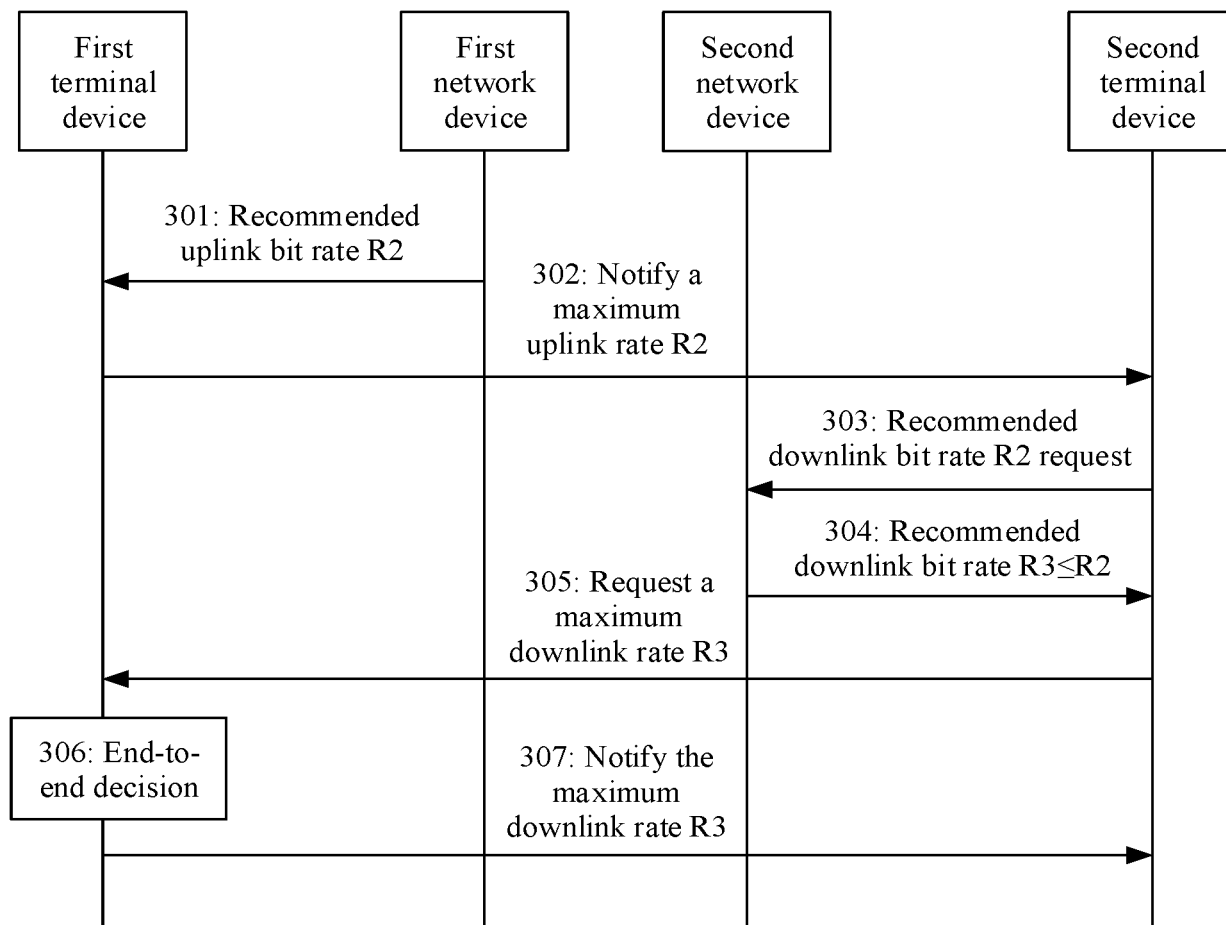 First
terminal
device
First
network
device
Second
network
device
Second
terminal
device
301: Recommended
uplink bit rate R2
302: Notify a
maximum
uplink rate R2
303: Recommended
downlink bit rate R2 request
304: Recommended
downlink bit rate R3≤R2
305: Request a
maximum
downlink rate R3
306: End-to-
end decision
307: Notify the
maximum
downlink rate R3